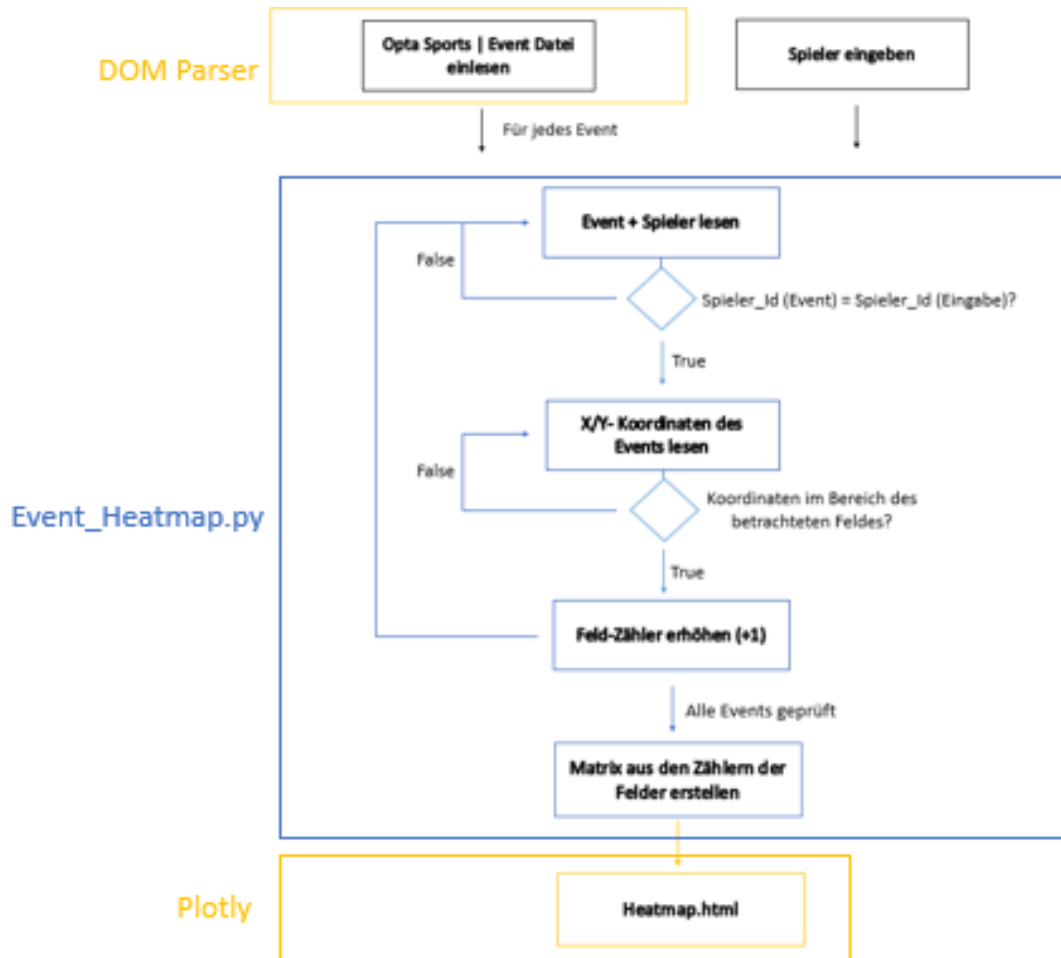 Opta Sports | Event Datei
einlesen
Spieler eingeben
DOM Parser
Für jedes Event
Event + Spieler lesen
False
Spieler_Id (Event) = Spieler_Id (Eingabe)?
True
X/Y- Koordinaten des
Events lesen
False
Koordinaten im Bereich des
betrachteten Feldes?
Event_Heatmap.py
True
Feld-Zähler erhöhen (+1)
Alle Events geprüft
Matrix aus den Zählern der
Felder erstellen
Plotly
Heatmap.html